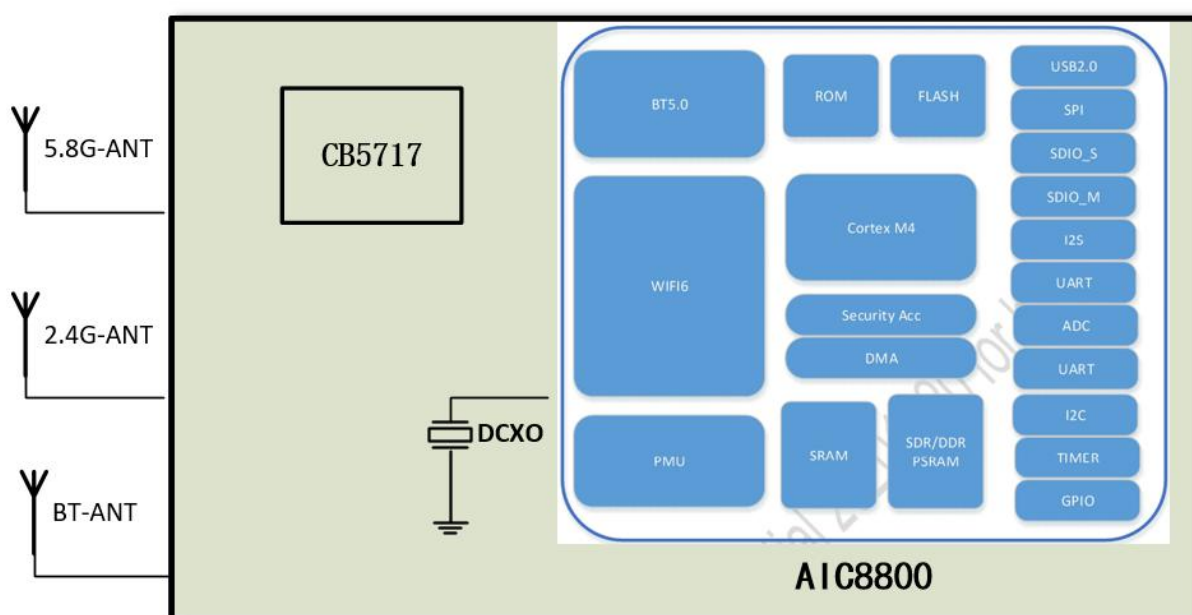 5.8G-ANT
2.4G-ANT
BT-ANT
CB5717
DCXO
BT5.0
WIFI6
PMU
ROM
FLASH
Cortex M4
Security Acc
DMA
SRAM
SDR/DDR
PSRAM
USB2.0
SPI
SDIO_S
SDIO_M
I2S
UART
ADC
UART
I2C
TIMER
GPIO
AIC8800